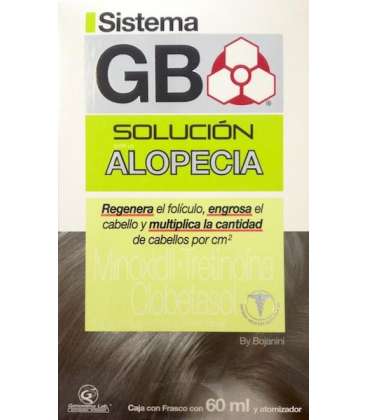 Sistema
GB
®
SOLUCIÓN
ALOPECIA
Regenera el folículo, engrosa el
cabello y multiplica la cantidad
de cabellos por cm²
Minoxidil•Tretinoína
Clobetasol
By Bojanini
Caja con Frasco con 60 ml y atomizador